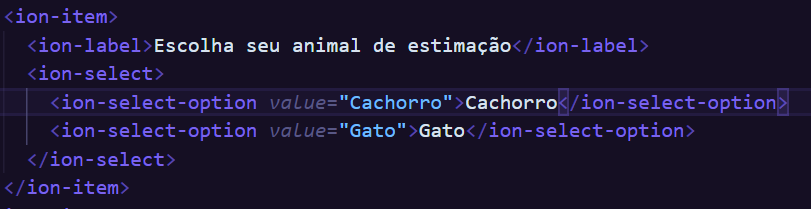 <ion-item>
<ion-label>Escolha seu animal de estimação</ion-label>
<ion-select>
<ion-select-option value="Cachorro">Cachorro</ion-select-option>
<ion-select-option value="Gato">Gato</ion-select-option>
</ion-select>
</ion-item>